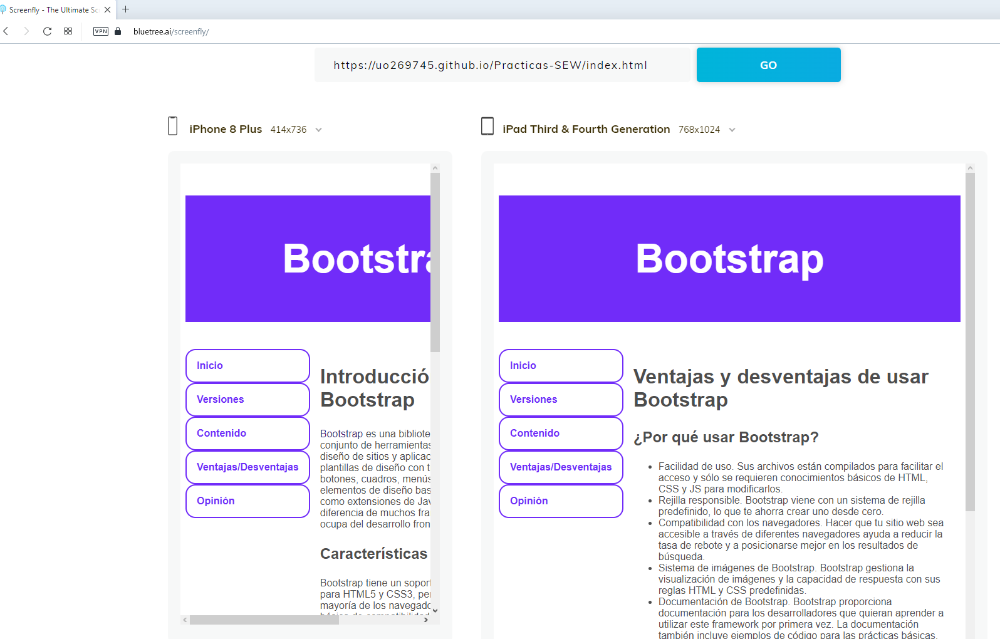 Screenfly - The Ultimate Sc
VPN
bluetree.ai/screenfly/
https://uo269745.github.io/Practicas-SEW/index.html
GO
iPhone 8 Plus 414x736
iPad Third & Fourth Generation 768x1024
Bootstra
Inicio
Versiones
Contenido
Ventajas/Desventajas
Opinión
Introducció
Bootstrap
Bootstrap es una bibliote
conjunto de herramientas
diseño de sitios y aplicac
plantillas de diseño con t
botones, cuadros, menús
elementos de diseño bas
como extensiones de Jav
diferencia de muchos fra
ocupa del desarrollo fron
Características
Bootstrap tiene un soport
para HTML5 y CSS3, per
mayoría de los navegado
básica de compatibilidad
Bootstrap
Inicio
Versiones
Contenido
Ventajas/Desventajas
Opinión
Ventajas y desventajas de usar
Bootstrap
¿Por qué usar Bootstrap?
Facilidad de uso. Sus archivos están compilados para facilitar el
acceso y sólo se requieren conocimientos básicos de HTML,
CSS y JS para modificarlos.
Rejilla responsible. Bootstrap viene con un sistema de rejilla
predefinido, lo que te ahorra crear uno desde cero.
Compatibilidad con los navegadores. Hacer que tu sitio web sea
accesible a través de diferentes navegadores ayuda a reducir la
tasa de rebote y a posicionarse mejor en los resultados de
búsqueda.
Sistema de imágenes de Bootstrap. Bootstrap gestiona la
visualización de imágenes y la capacidad de respuesta con sus
reglas HTML y CSS predefinidas.
Documentación de Bootstrap. Bootstrap proporciona
documentación para los desarrolladores que quieran aprender a
utilizar este framework por primera vez. La documentación
también incluye ejemplos de código para las prácticas básicas.